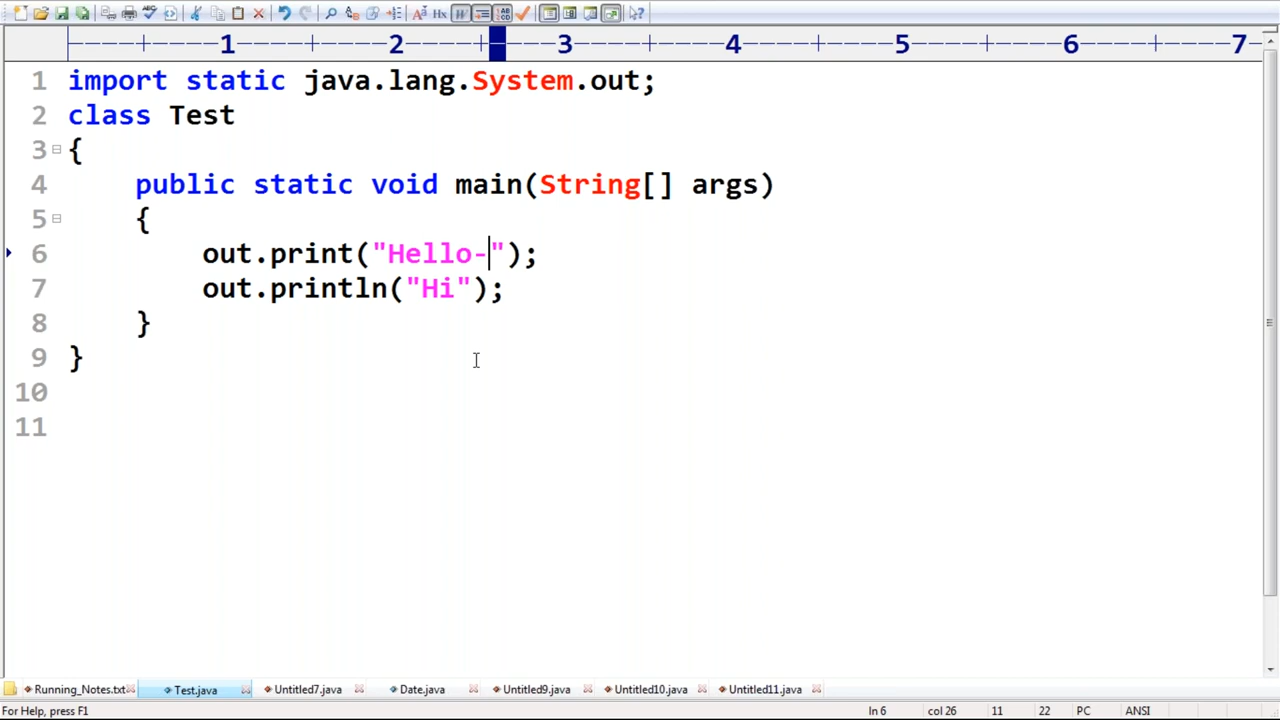 1 2 3 4 5 6 7
1 import static java.lang.System.out;
2 class Test
3 {
4 public static void main(String[] args)
5 {
6 out.print("Hello-");
7 out.println("Hi");
8 }
9 }
10
11
Running_Notes.txt Test.java Untitled7.java Date.java Untitled9.java Untitled10.java Untitled11.java
For Help, press F1 ln 6 col 26 11 22 PC ANSI